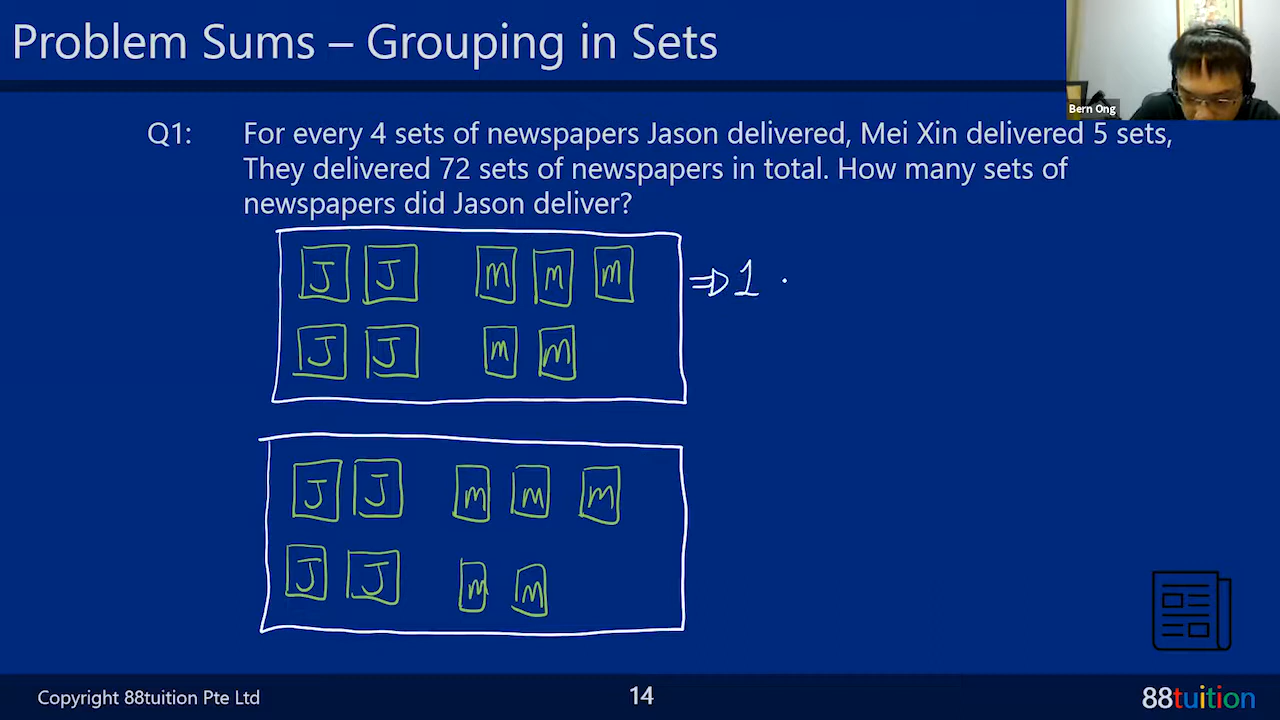 Problem Sums – Grouping in Sets
Bern Ong
Q1: For every 4 sets of newspapers Jason delivered, Mei Xin delivered 5 sets,
They delivered 72 sets of newspapers in total. How many sets of
newspapers did Jason deliver?
J J m m m ⇒ 1
J J m m
J J m m m
J J m m
Copyright 88tuition Pte Ltd
14
88tuition